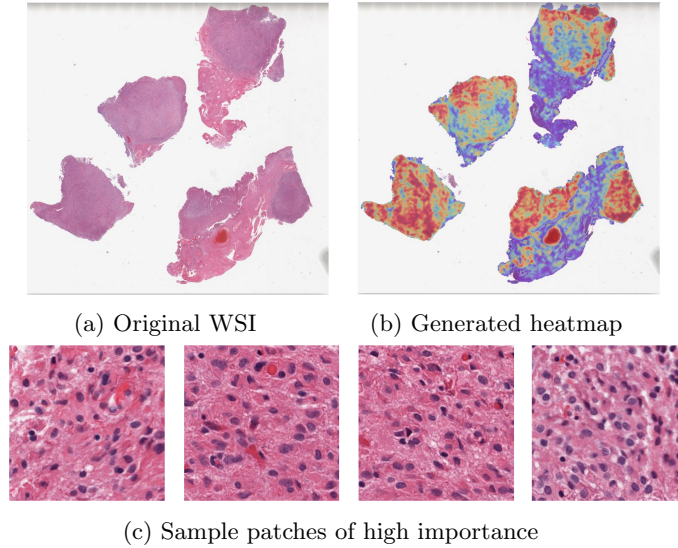 (a) Original WSI
(b) Generated heatmap
(c) Sample patches of high importance